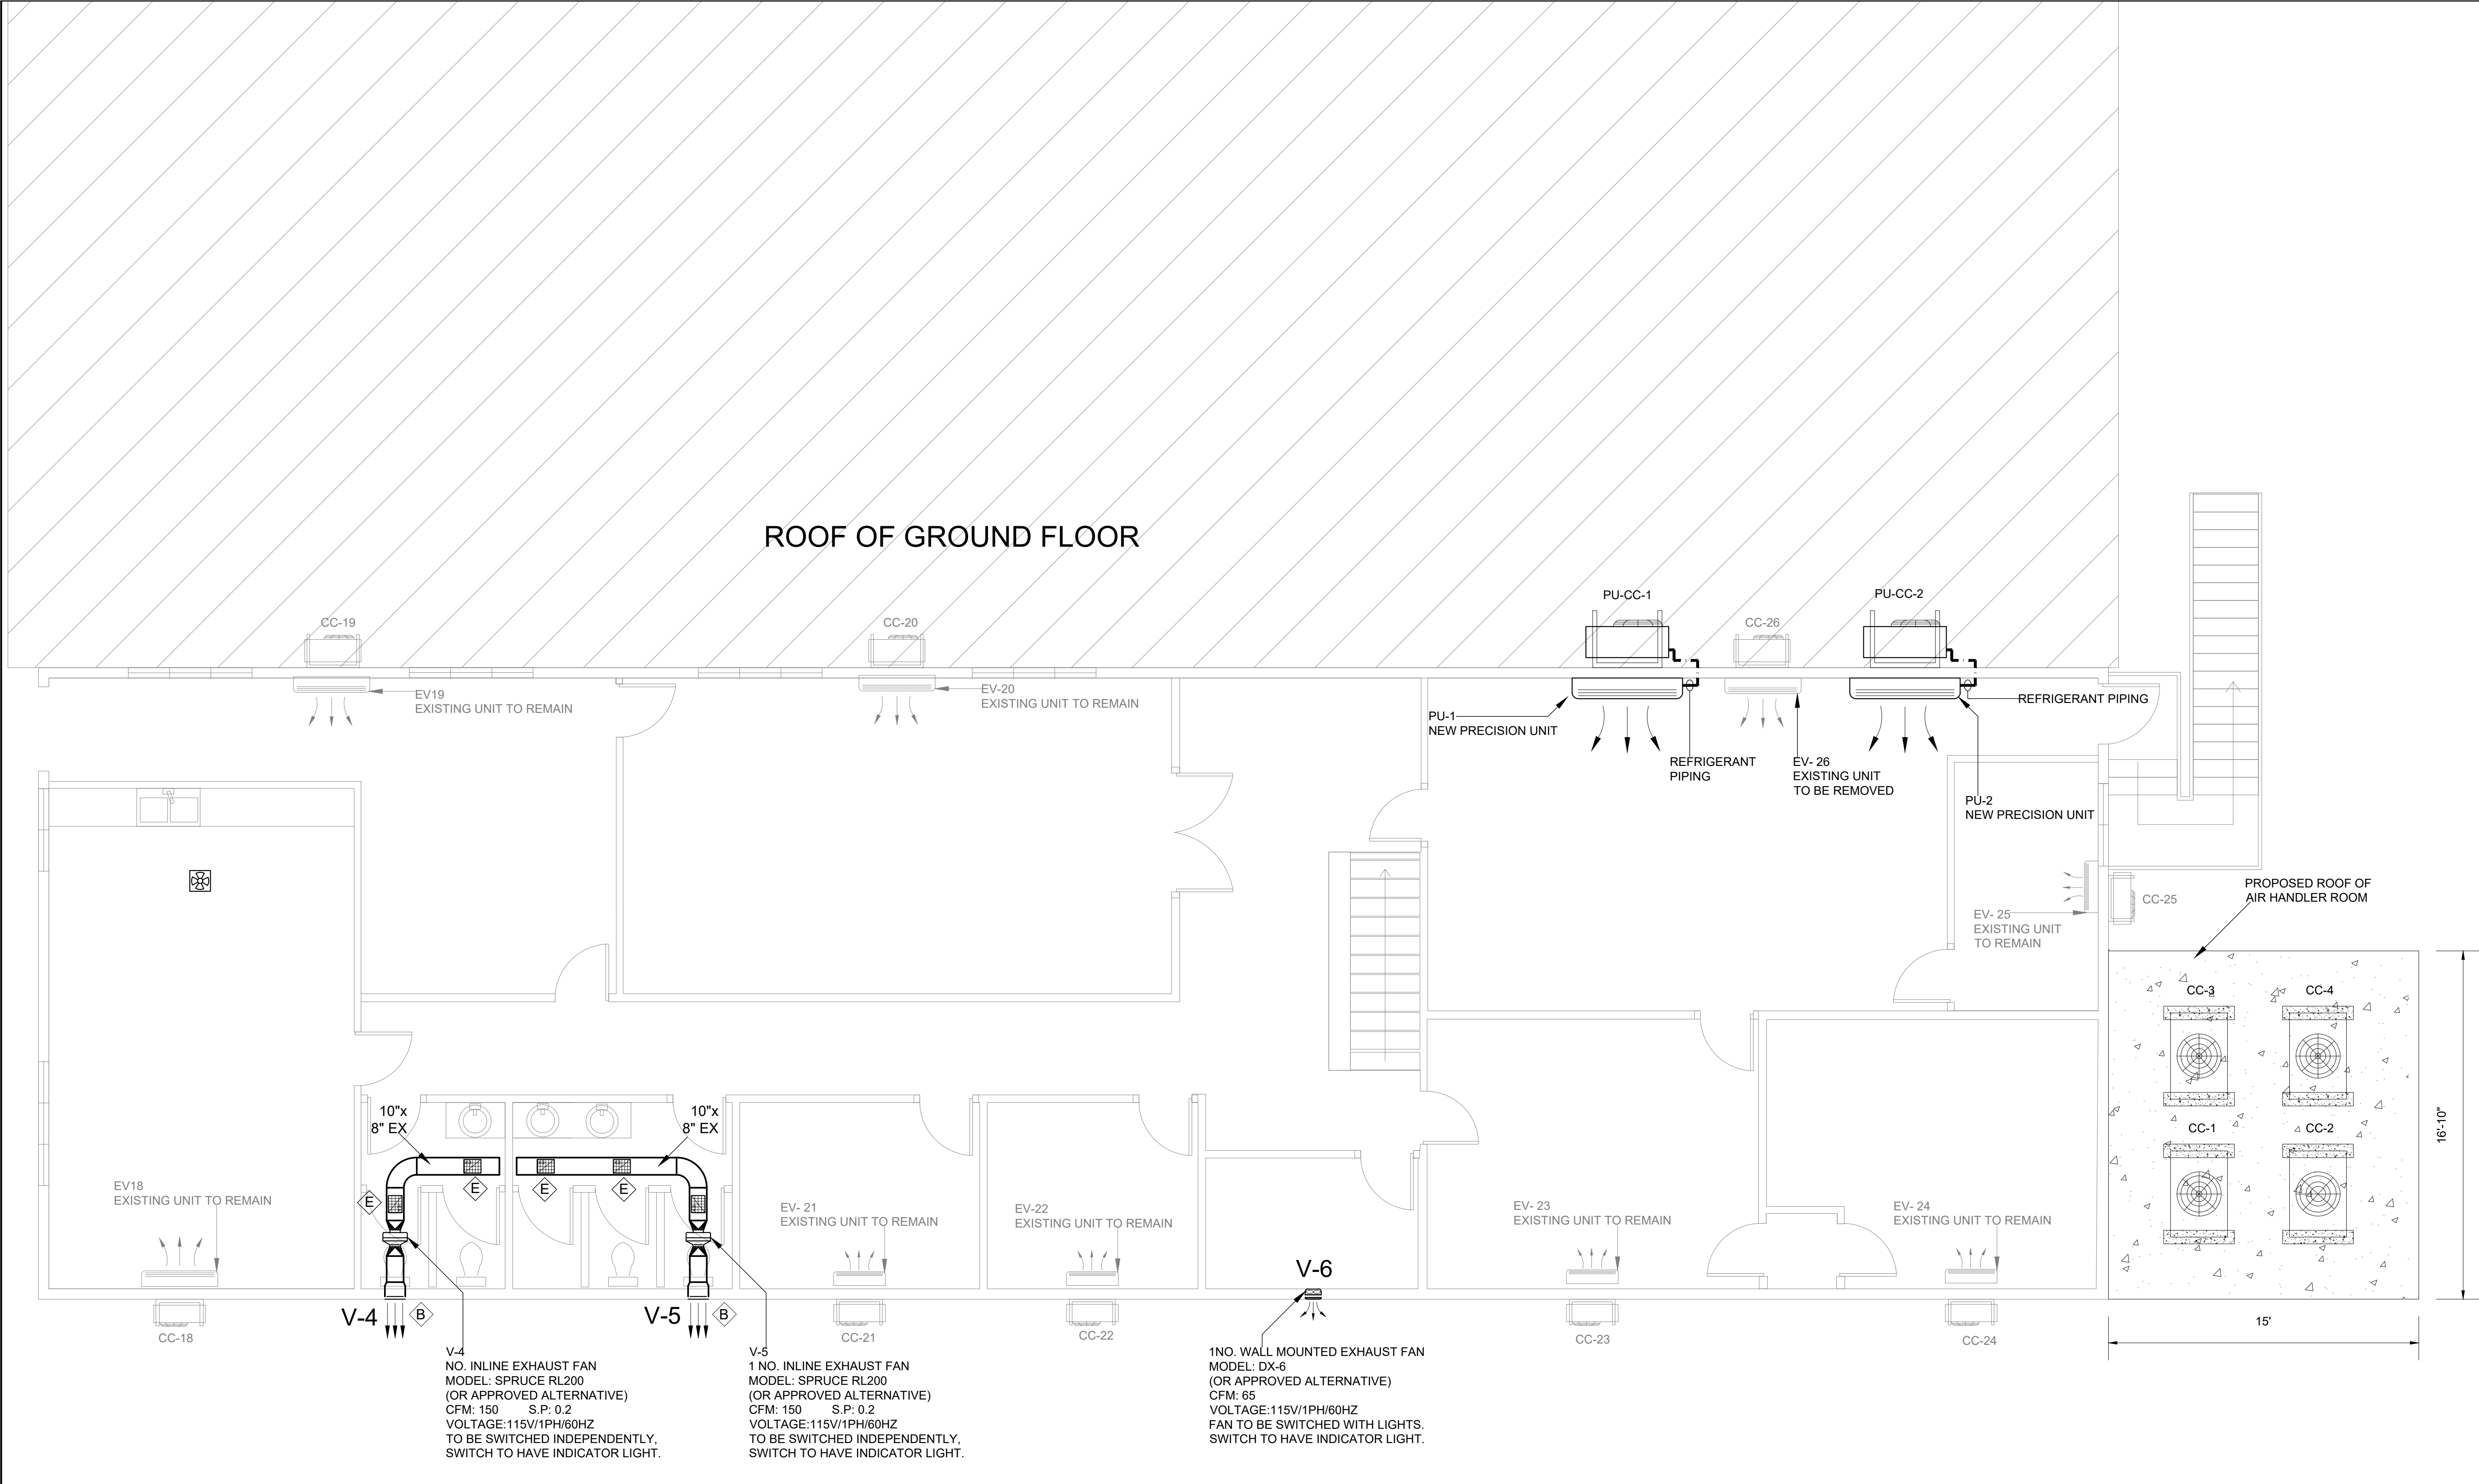 ROOF OF GROUND FLOOR
CC-19
CC-20
PU-CC-1
CC-26
PU-CC-2
EV19
EXISTING UNIT TO REMAIN
EV-20
EXISTING UNIT TO REMAIN
PU-1
NEW PRECISION UNIT
REFRIGERANT
PIPING
EV- 26
EXISTING UNIT
TO BE REMOVED
REFRIGERANT PIPING
PU-2
NEW PRECISION UNIT
EV- 25
EXISTING UNIT
TO REMAIN
CC-25
PROPOSED ROOF OF
AIR HANDLER ROOM
CC-3
CC-4
CC-1
CC-2
16'-10"
15'
10"x
8" EX
10"x
8" EX
E
E
E
E
EV18
EXISTING UNIT TO REMAIN
EV- 21
EXISTING UNIT TO REMAIN
EV-22
EXISTING UNIT TO REMAIN
EV- 23
EXISTING UNIT TO REMAIN
EV- 24
EXISTING UNIT TO REMAIN
V-6
V-4
B
V-5
B
CC-18
CC-21
CC-22
CC-23
CC-24
V-4
NO. INLINE EXHAUST FAN
MODEL: SPRUCE RL200
(OR APPROVED ALTERNATIVE)
CFM: 150 S.P: 0.2
VOLTAGE:115V/1PH/60HZ
TO BE SWITCHED INDEPENDENTLY,
SWITCH TO HAVE INDICATOR LIGHT.
V-5
1 NO. INLINE EXHAUST FAN
MODEL: SPRUCE RL200
(OR APPROVED ALTERNATIVE)
CFM: 150 S.P: 0.2
VOLTAGE:115V/1PH/60HZ
TO BE SWITCHED INDEPENDENTLY,
SWITCH TO HAVE INDICATOR LIGHT.
1NO. WALL MOUNTED EXHAUST FAN
MODEL: DX-6
(OR APPROVED ALTERNATIVE)
CFM: 65
VOLTAGE:115V/1PH/60HZ
FAN TO BE SWITCHED WITH LIGHTS.
SWITCH TO HAVE INDICATOR LIGHT.